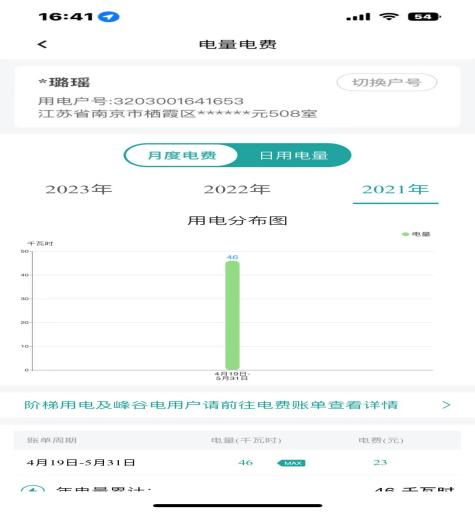 16:41
54
电量电费
*璐瑶
切换户号
用电户号:3203001641653
江苏省南京市栖霞区******元508室
月度电费 日用电量
2023年 2022年 2021年
用电分布图
电量
千瓦时
50
46
40
30
20
10
0
4月19日-
5月31日
阶梯用电及峰谷电用户请前往电费账单查看详情 >
账单周期 电量(千瓦时) 电费(元)
4月19日-5月31日 46 MAX 23
年电量累计: 46 千瓦时